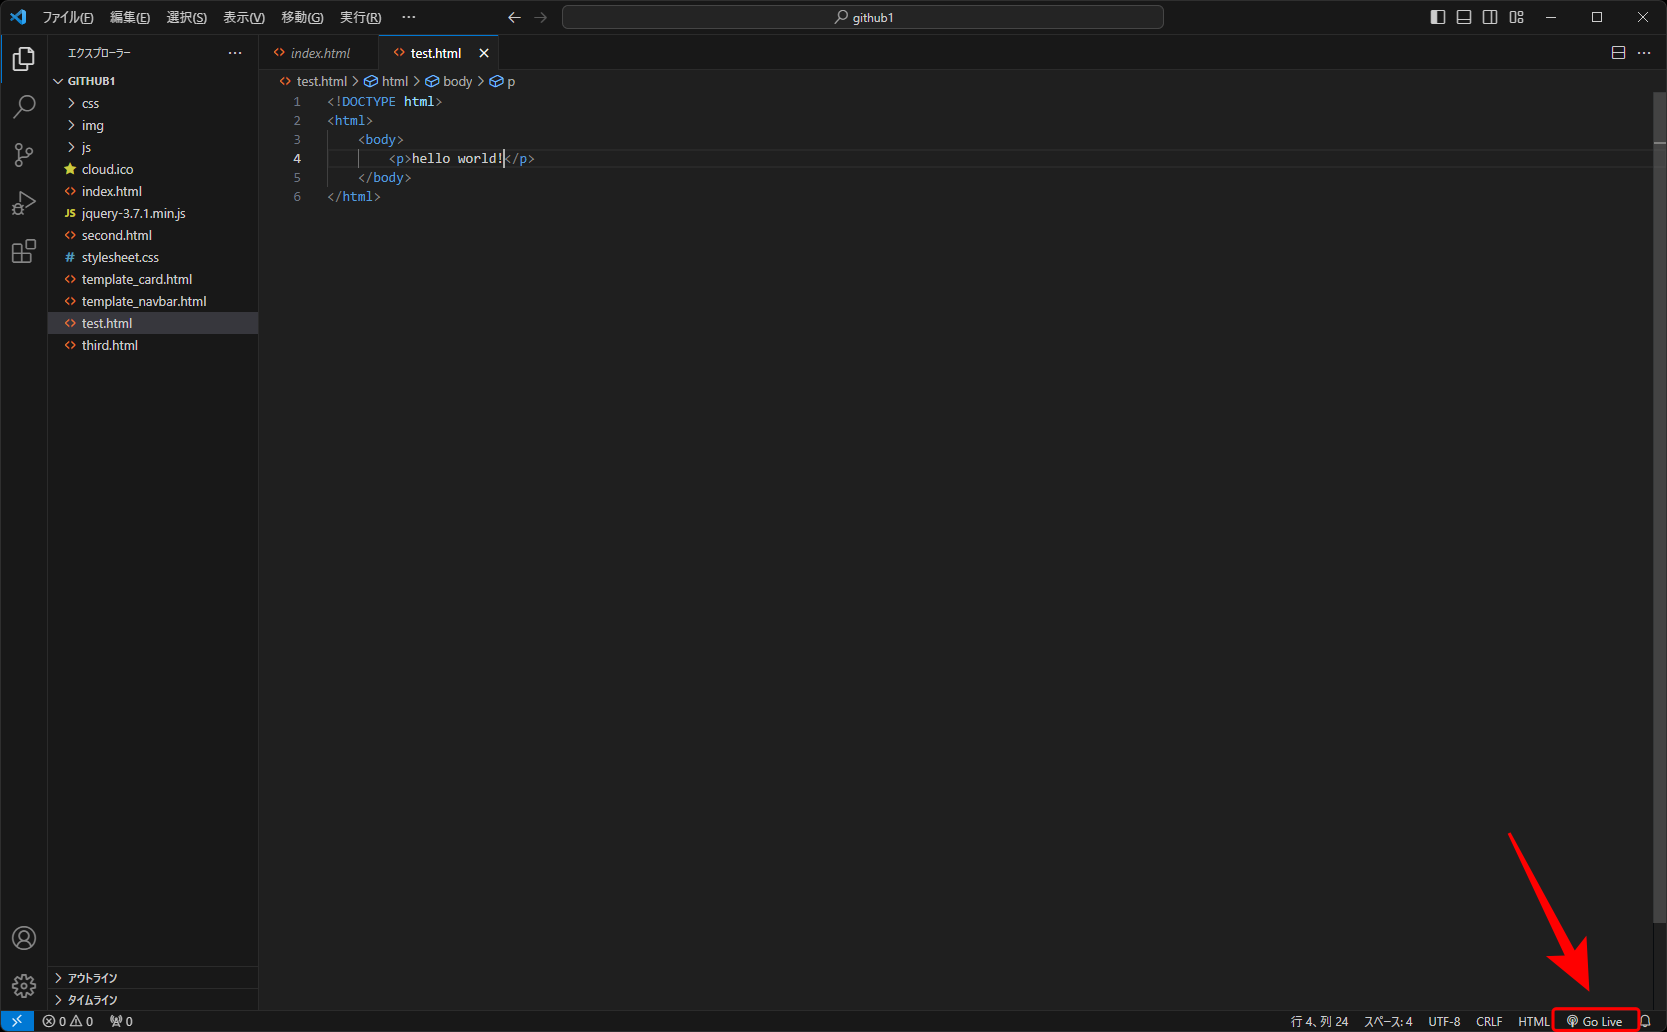 ファイル(F) 編集(E) 選択(S) 表示(V) 移動(G) 実行(R) ··· github1
エクスプローラー
GITHUB1
css
img
js
cloud.ico
index.html
JS jquery-3.7.1.min.js
second.html
# stylesheet.css
template_card.html
template_navbar.html
test.html
third.html
アウトライン
タイムライン
index.html test.html
test.html > html > body > p
1 <!DOCTYPE html>
2 <html>
3 <body>
4 <p>hello world!</p>
5 </body>
6 </html>
0 0 0 行 4、列 24 スペース: 4 UTF-8 CRLF HTML Go Live